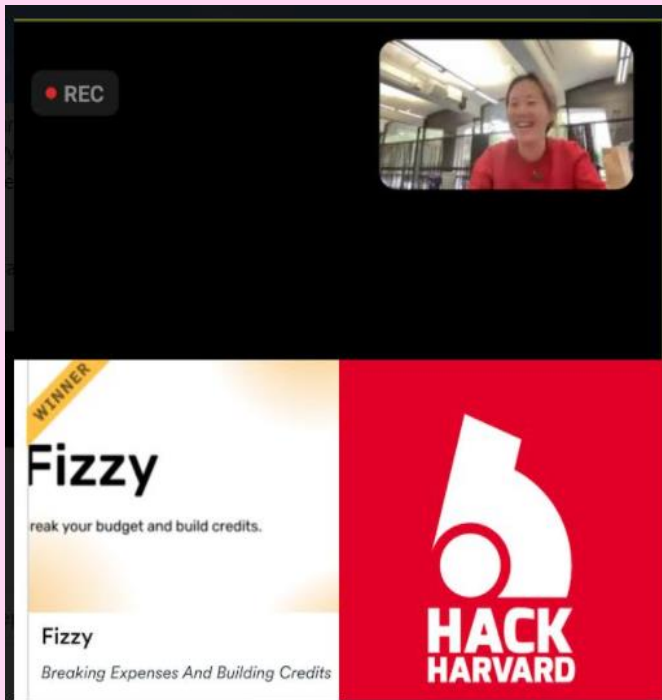 REC
WINNER
Fizzy
reak your budget and build credits.
Fizzy
Breaking Expenses And Building Credits
HACK
HARVARD